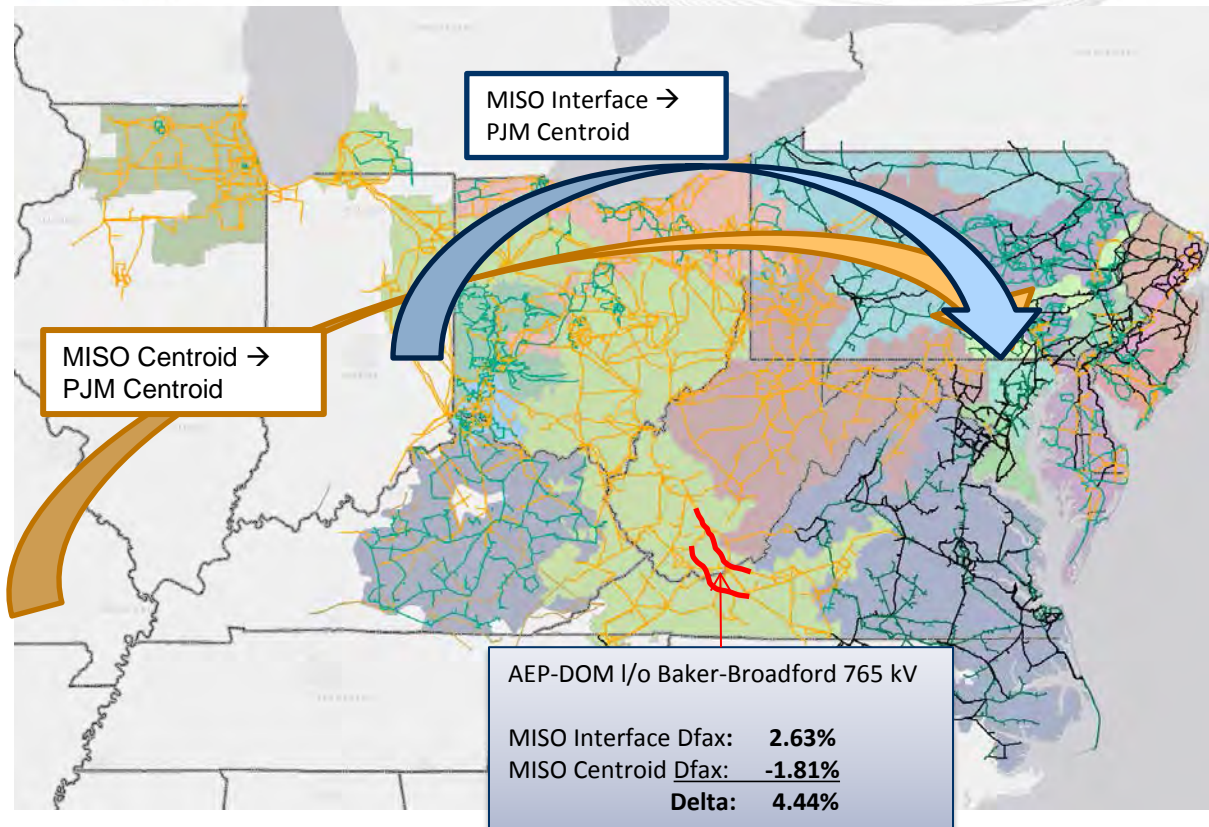 MISO Interface →
PJM Centroid
MISO Centroid →
PJM Centroid
AEP-DOM l/o Baker-Broadford 765 kV
MISO Interface Dfax: 2.63%
MISO Centroid Dfax: -1.81%
Delta: 4.44%